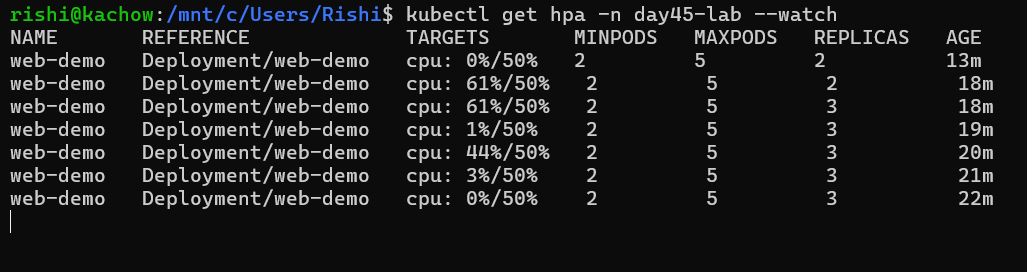 rishi@kachow:/mnt/c/Users/Rishi$ kubectl get hpa -n day45-lab --watch
NAME REFERENCE TARGETS MINPODS MAXPODS REPLICAS AGE
web-demo Deployment/web-demo cpu: 0%/50% 2 5 2 13m
web-demo Deployment/web-demo cpu: 61%/50% 2 5 2 18m
web-demo Deployment/web-demo cpu: 61%/50% 2 5 3 18m
web-demo Deployment/web-demo cpu: 1%/50% 2 5 3 19m
web-demo Deployment/web-demo cpu: 44%/50% 2 5 3 20m
web-demo Deployment/web-demo cpu: 3%/50% 2 5 3 21m
web-demo Deployment/web-demo cpu: 0%/50% 2 5 3 22m